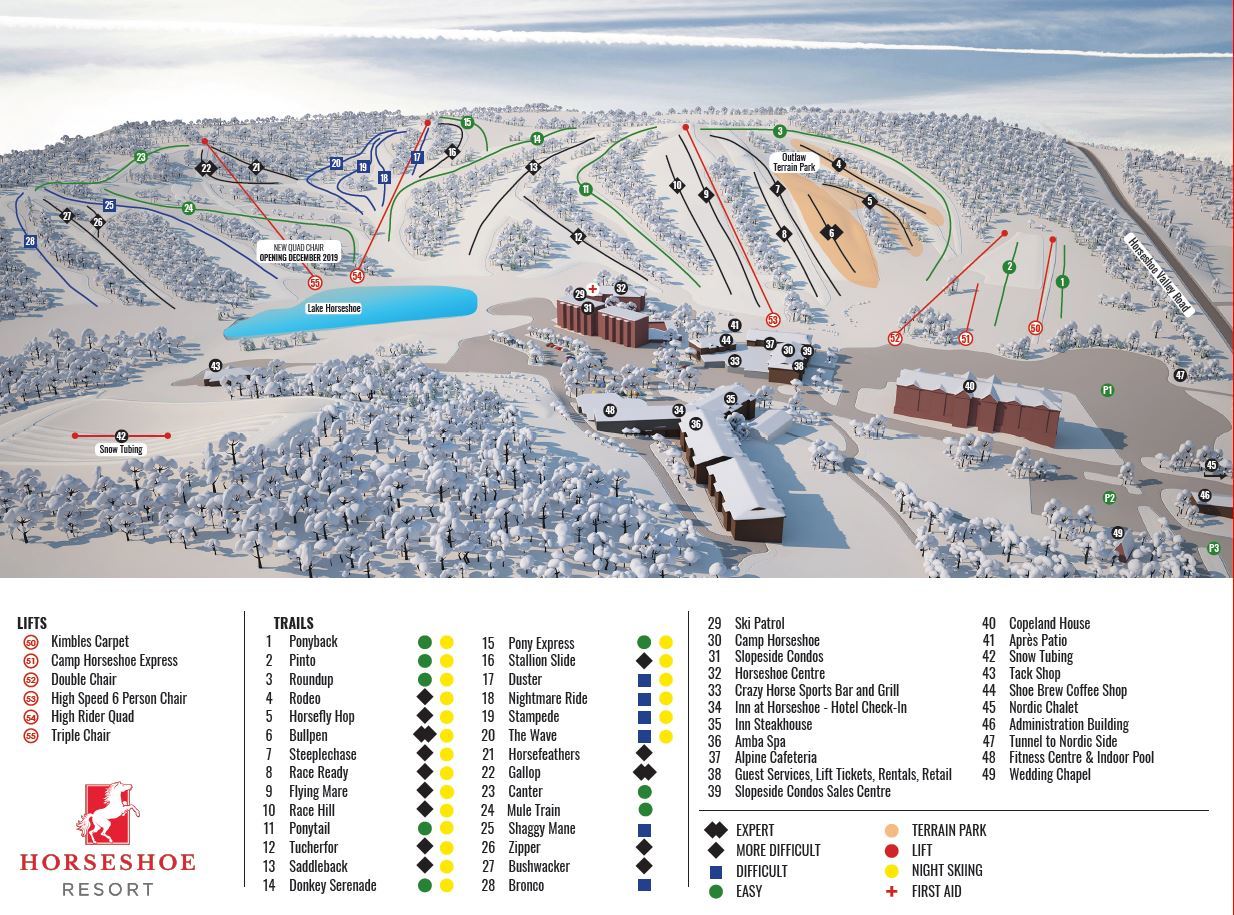 15
14
3
23
20
19
17
16
22
21
18
13
Outlaw
Terrain Park
4
24
25
11
10
9
7
5
27
26
28
12
8
6
NEW QUAD CHAIR
OPENING DECEMBER 2019
55
54
2
1
Horseshoe Valley Road
Lake Horseshoe
29
32
31
53
52
51
50
41
44
37
30
39
33
38
43
40
47
P1
35
48
34
36
42
Snow Tubing
45
46
P2
49
P3
LIFTS
50 Kimbles Carpet
51 Camp Horseshoe Express
52 Double Chair
53 High Speed 6 Person Chair
54 High Rider Quad
55 Triple Chair
HORSESHOE
RESORT
TRAILS
1 Ponyback
2 Pinto
3 Roundup
4 Rodeo
5 Horsefly Hop
6 Bullpen
7 Steeplechase
8 Race Ready
9 Flying Mare
10 Race Hill
11 Ponytail
12 Tucherfor
13 Saddleback
14 Donkey Serenade
15 Pony Express
16 Stallion Slide
17 Duster
18 Nightmare Ride
19 Stampede
20 The Wave
21 Horsefeathers
22 Gallop
23 Canter
24 Mule Train
25 Shaggy Mane
26 Zipper
27 Bushwacker
28 Bronco
29 Ski Patrol
30 Camp Horseshoe
31 Slopeside Condos
32 Horseshoe Centre
33 Crazy Horse Sports Bar and Grill
34 Inn at Horseshoe - Hotel Check-In
35 Inn Steakhouse
36 Amba Spa
37 Alpine Cafeteria
38 Guest Services, Lift Tickets, Rentals, Retail
39 Slopeside Condos Sales Centre
40 Copeland House
41 Après Patio
42 Snow Tubing
43 Tack Shop
44 Shoe Brew Coffee Shop
45 Nordic Chalet
46 Administration Building
47 Tunnel to Nordic Side
48 Fitness Centre & Indoor Pool
49 Wedding Chapel
EXPERT
MORE DIFFICULT
DIFFICULT
EASY
TERRAIN PARK
LIFT
NIGHT SKIING
FIRST AID